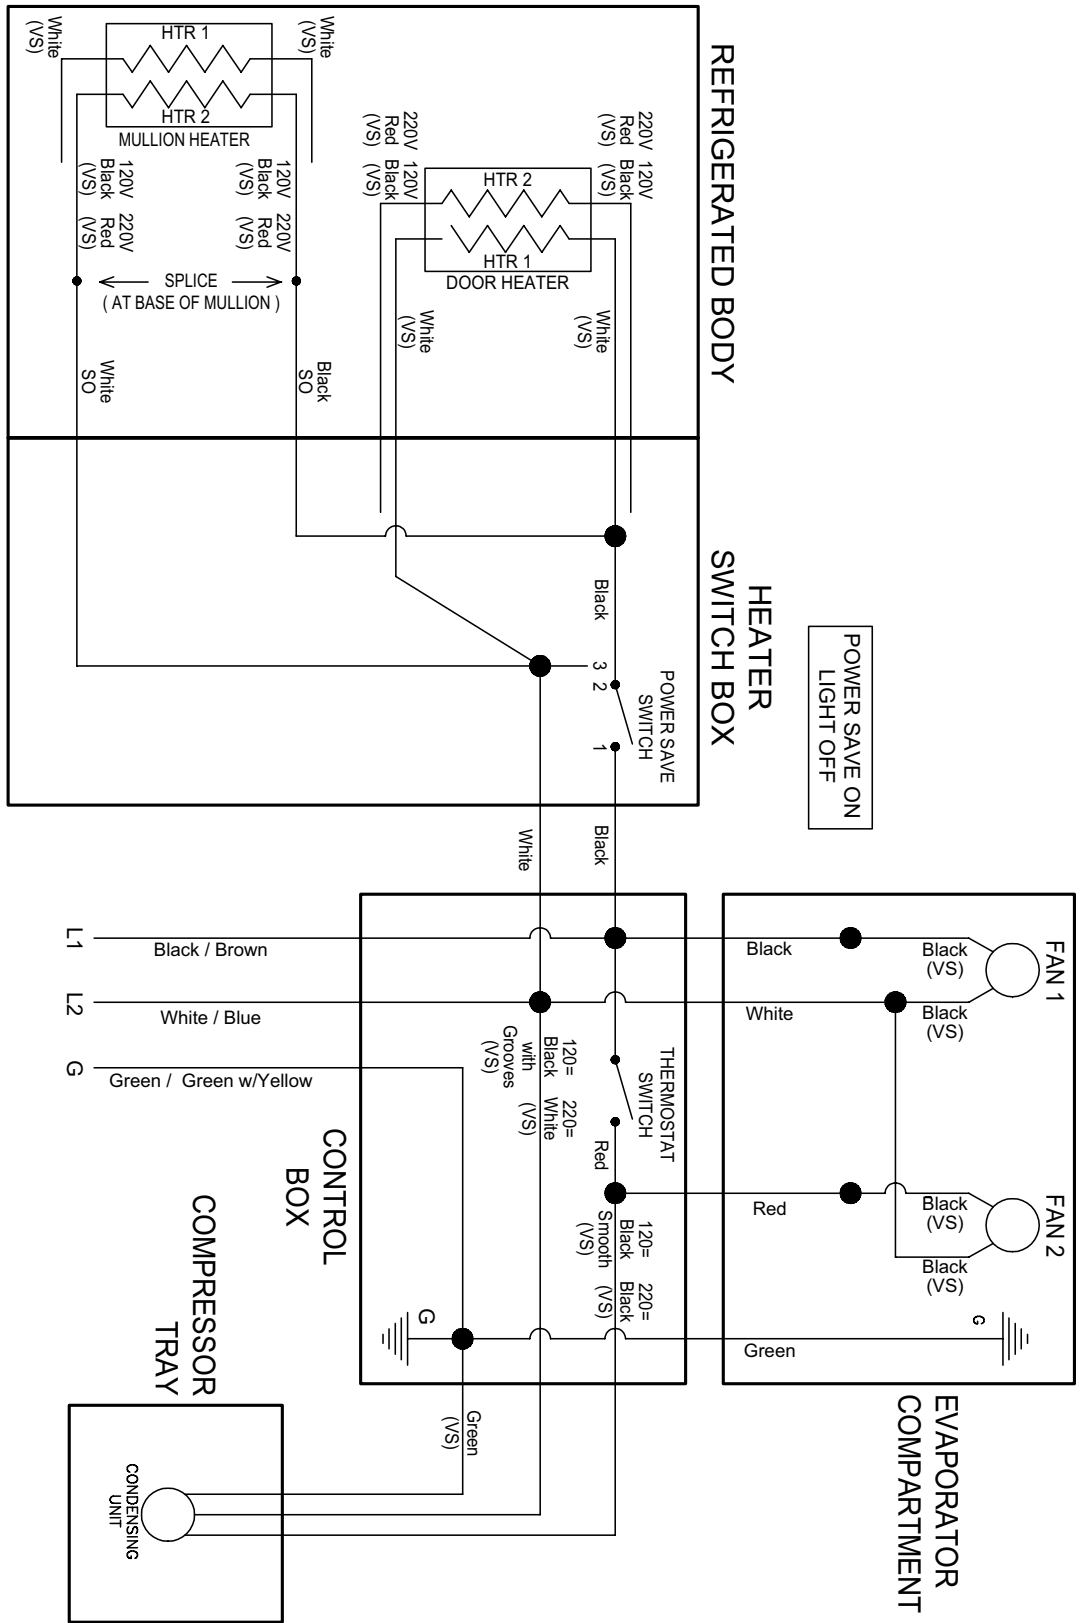 REFRIGERATED BODY
White
(VS)
HTR 1
HTR 2
MULLION HEATER
White
(VS)
120V
Black
(VS)
220V
Red
(VS)
120V
Black
(VS)
220V
Red
(VS)
SPLICE
( AT BASE OF MULLION )
White
SO
Black
SO
220V
Red
(VS)
120V
Black
(VS)
220V
Red
(VS)
120V
Black
(VS)
HTR 2
HTR 1
DOOR HEATER
White
(VS)
White
(VS)
HEATER
SWITCH BOX
POWER SAVE ON
LIGHT OFF
Black
3
2
1
POWER SAVE
SWITCH
Black
White
L1
Black / Brown
L2
White / Blue
G
Green / Green w/Yellow
CONTROL
BOX
120=
Black
with
Grooves
(VS)
220=
White
(VS)
THERMOSTAT
SWITCH
Red
120=
Black
Smooth
(VS)
220=
Black
(VS)
G
Black
White
Red
Green
FAN 1
Black
(VS)
Black
(VS)
FAN 2
Black
(VS)
Black
(VS)
G
EVAPORATOR
COMPARTMENT
COMPRESSOR
TRAY
Green
(VS)
CONDENSING
UNIT